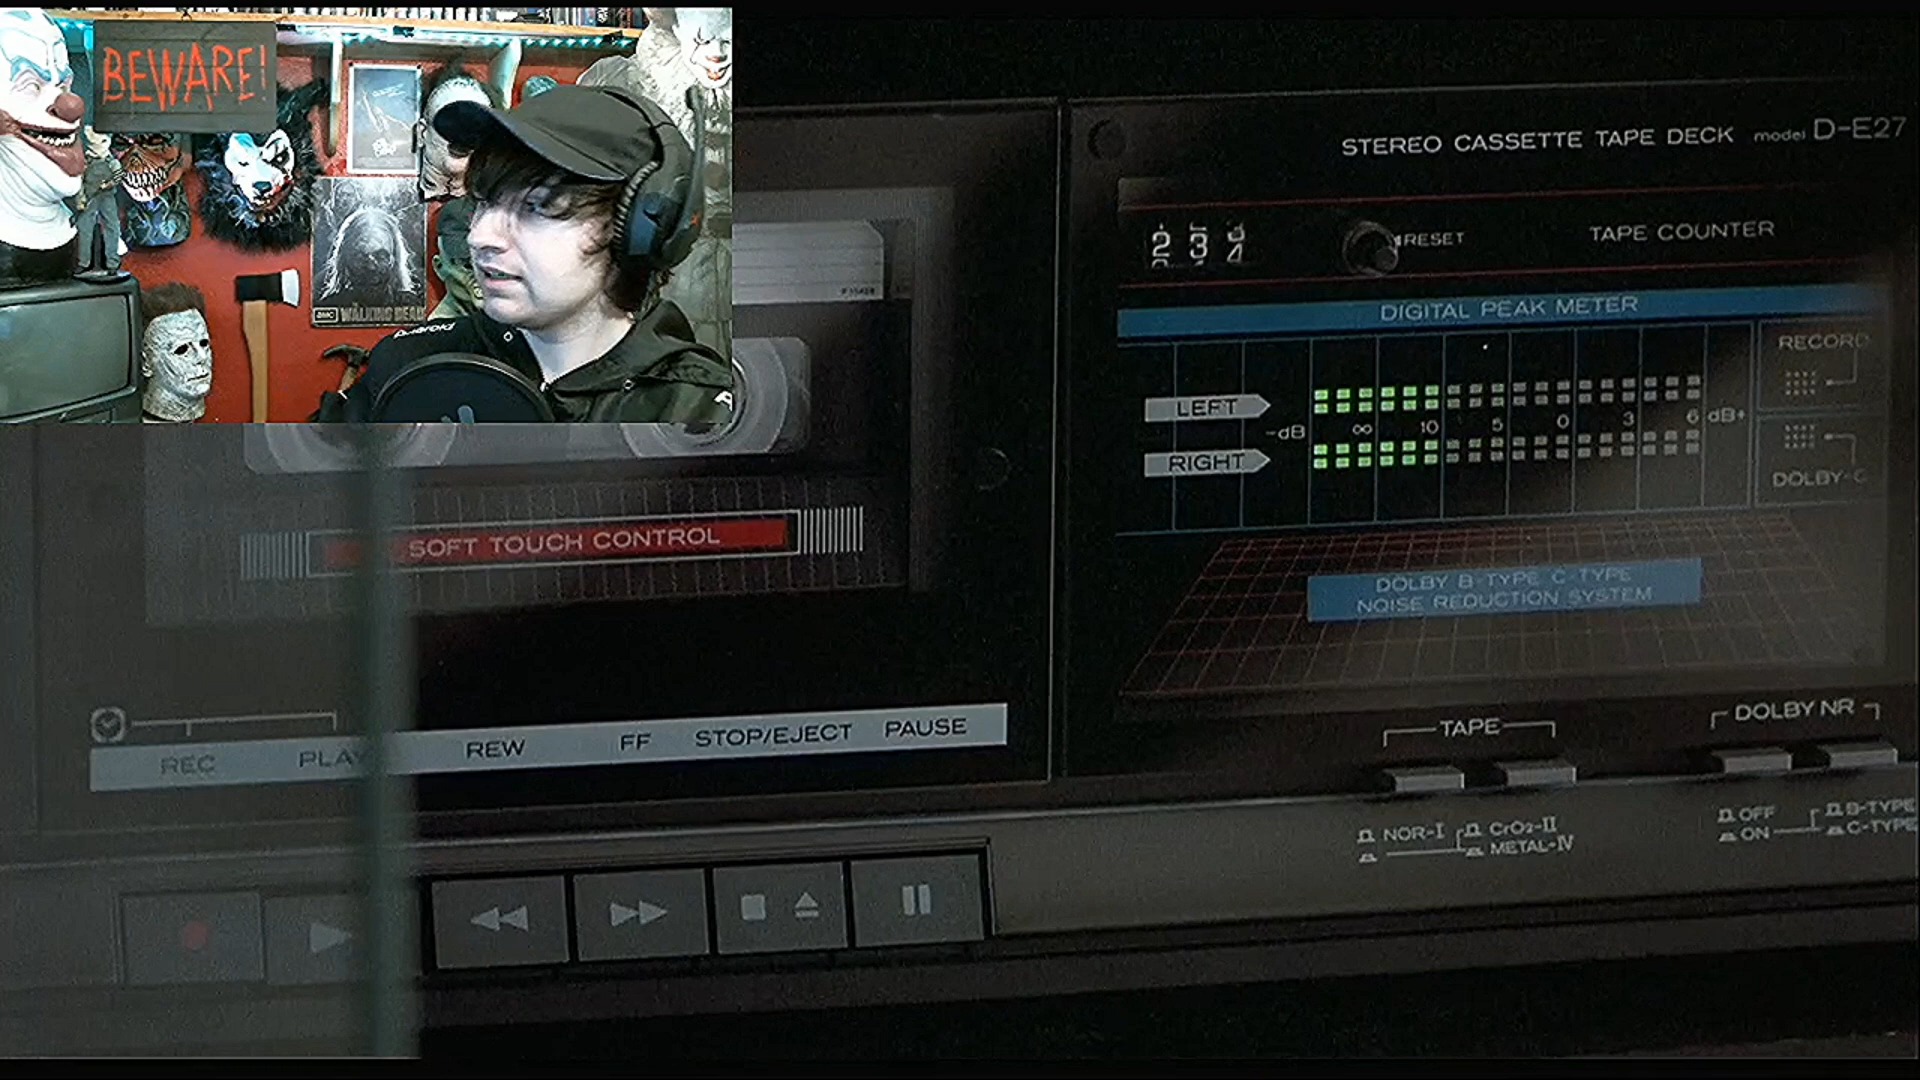 BEWARE!
AMC THE WALKING DEAD
STEREO CASSETTE TAPE DECK model D-E27
2 3 4
RESET
TAPE COUNTER
DIGITAL PEAK METER
RECORD
LEFT
-dB ∞ 10 5 0 3 6 dB+
RIGHT
DOLBY-C
SOFT TOUCH CONTROL
DOLBY B-TYPE C-TYPE
NOISE REDUCTION SYSTEM
REC PLAY REW FF STOP/EJECT PAUSE
TAPE
DOLBY NR
NOR-I CrO2-II
METAL-IV
OFF B-TYPE
ON C-TYPE